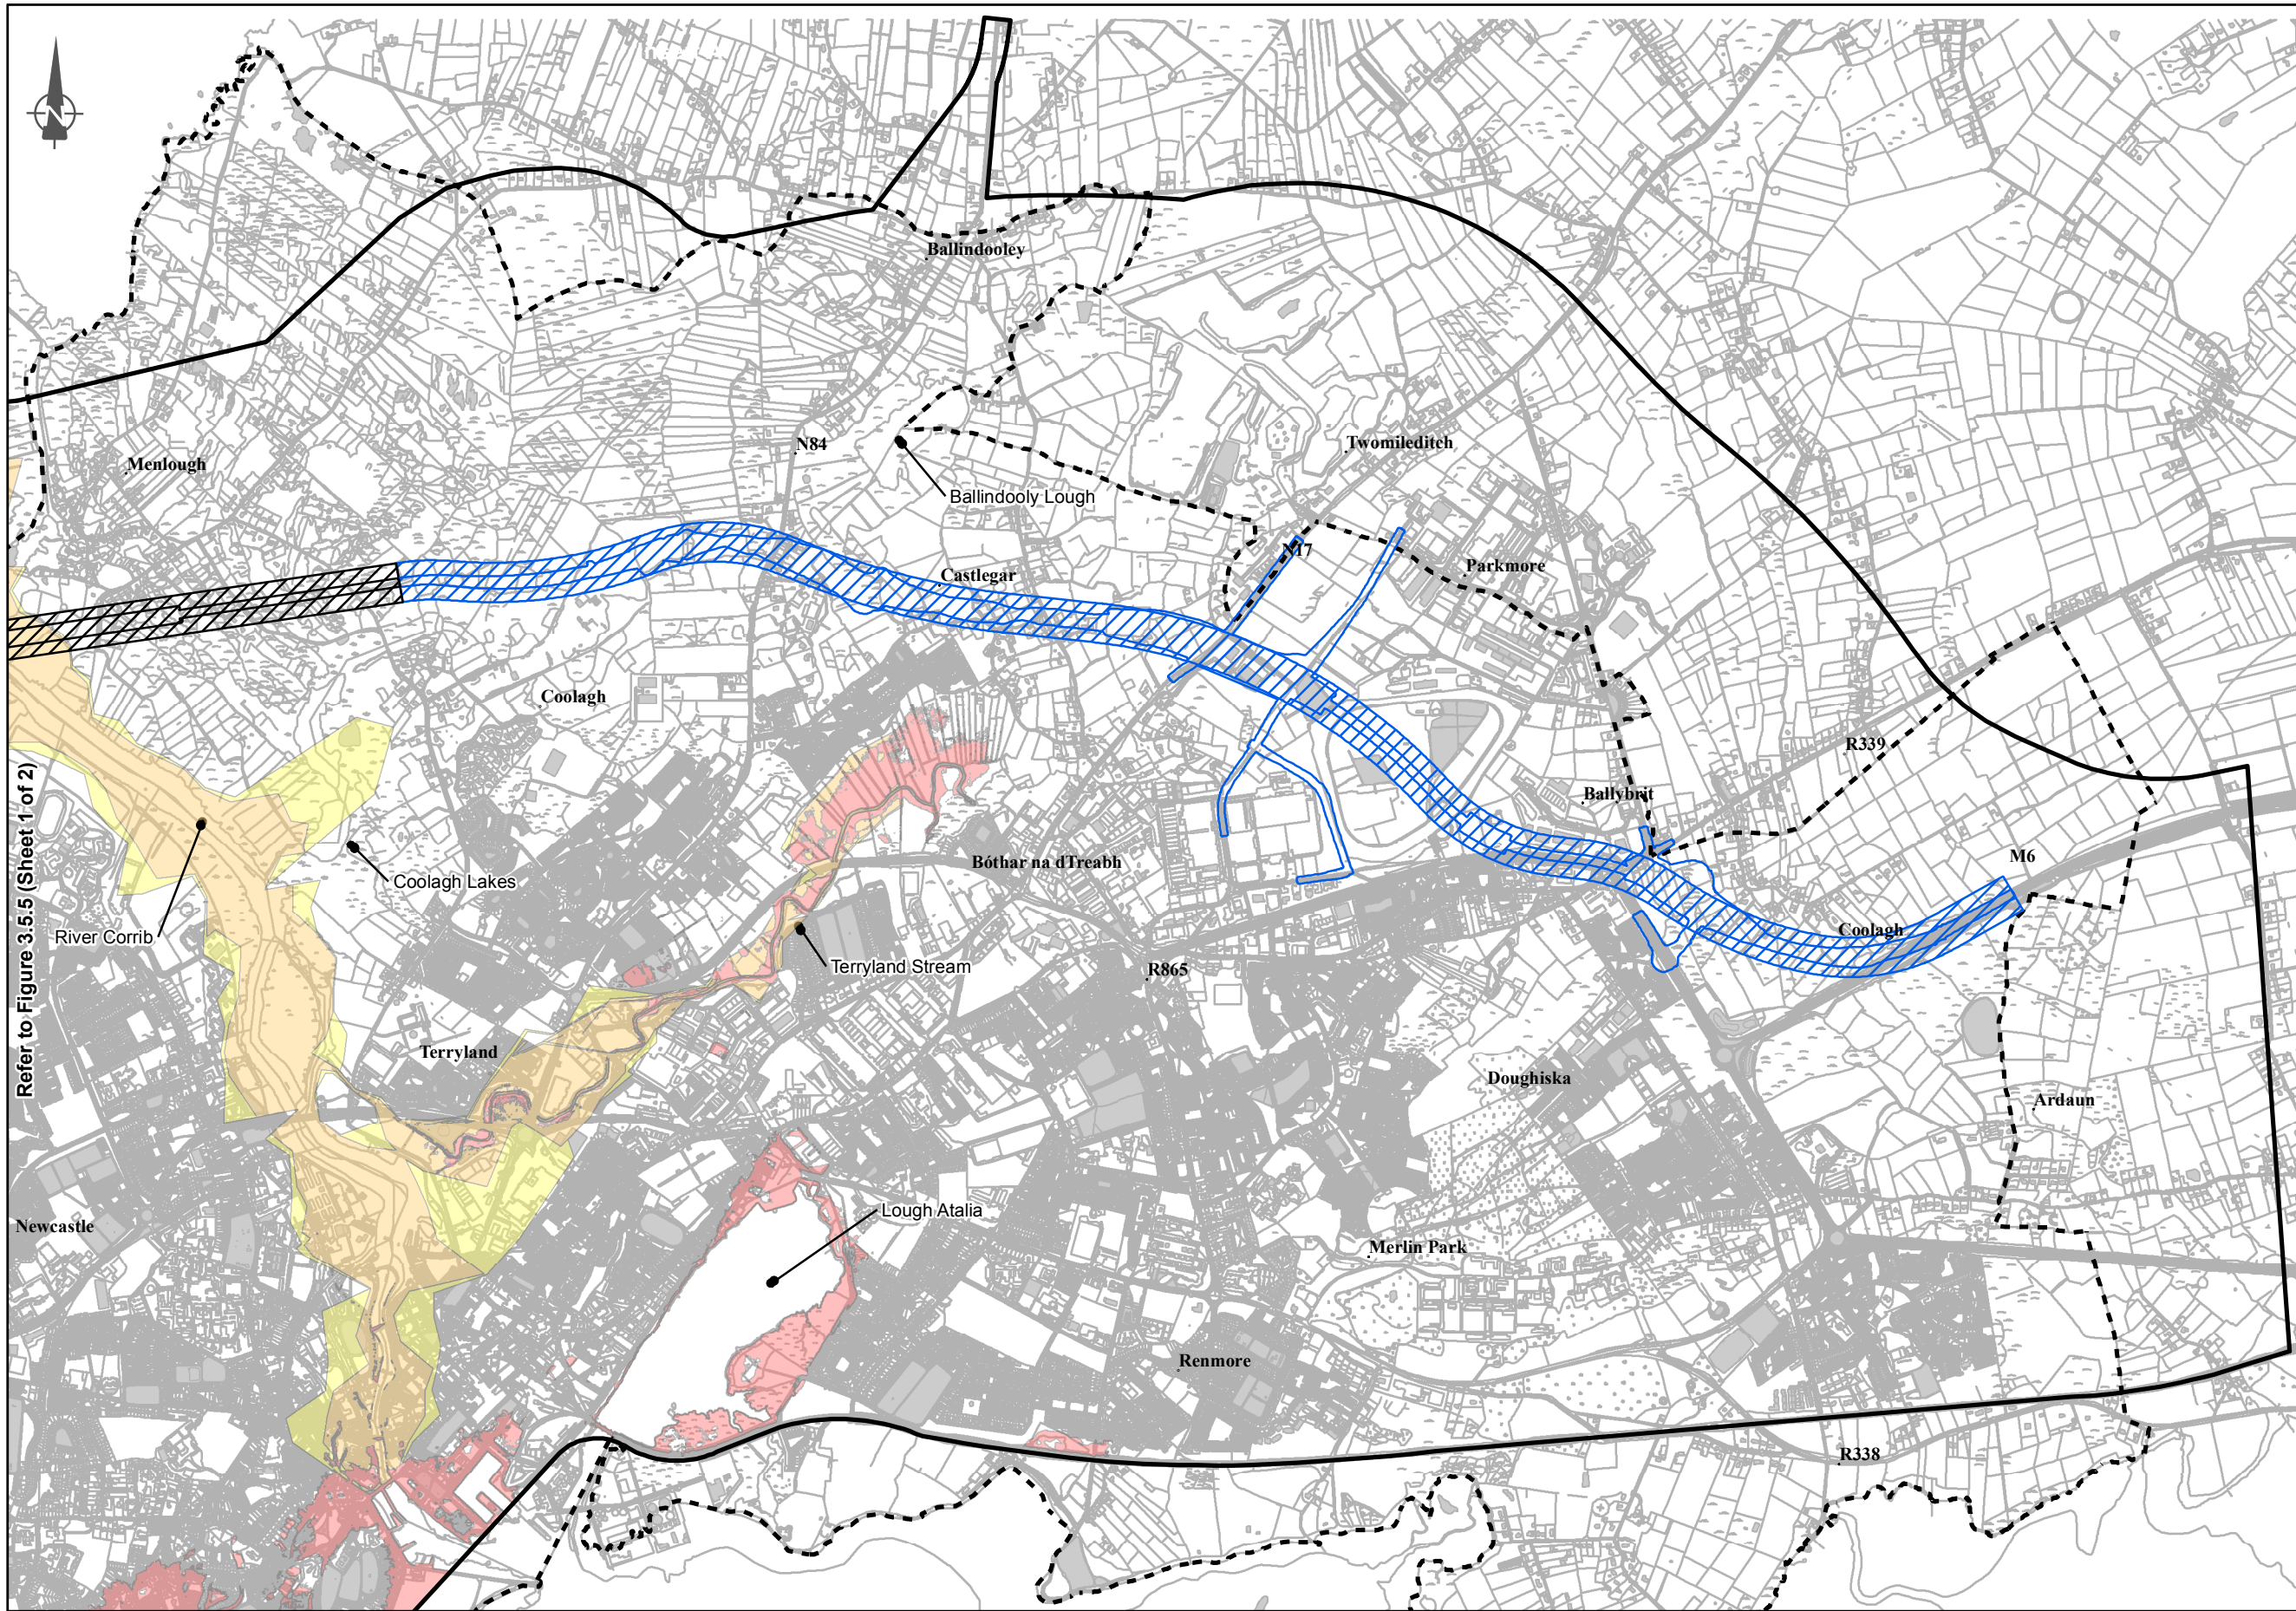 N
Ballindooley
N84
Twomileditch
Menlough
Ballindooly Lough
N17
Parkmore
Castlegar
Coolagh
R339
Refer to Figure 3.5.5 (Sheet 1 of 2)
Ballybrit
Bóthar na dTreabh
M6
Coolagh Lakes
Coolagh
River Corrib
Terryland Stream
R865
Terryland
Doughiska
Ardaun
Lough Atalia
Newcastle
Merlin Park
Renmore
R338